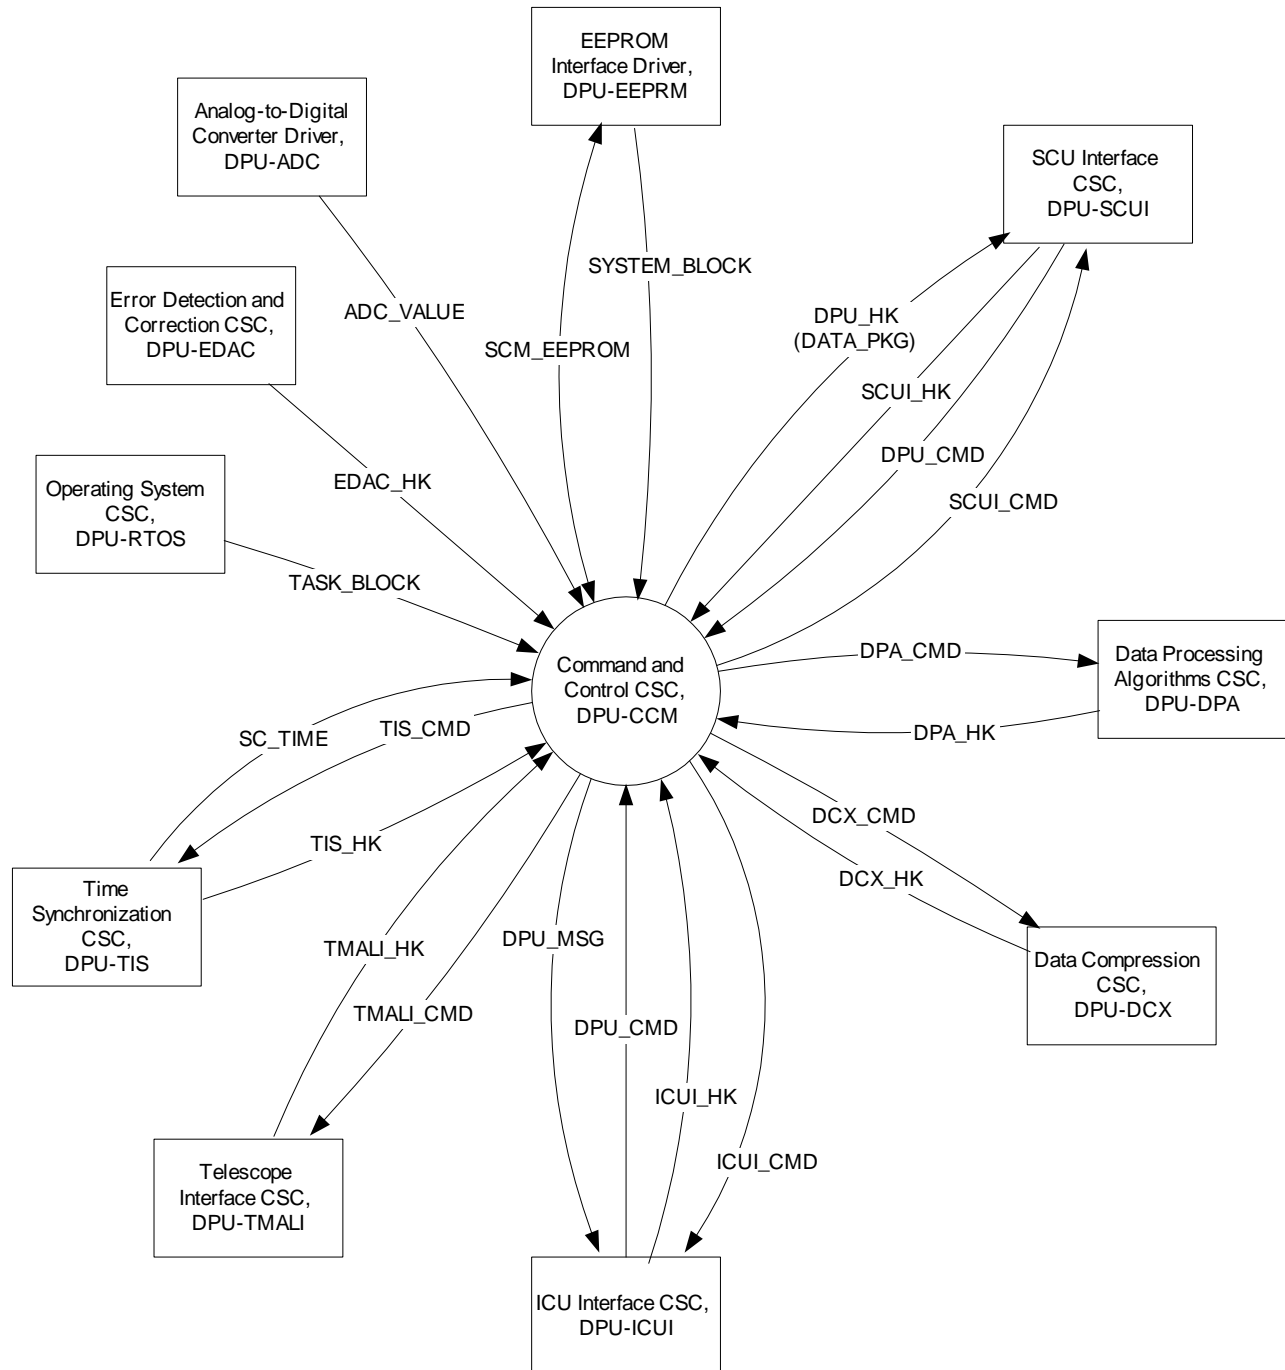 EEPROM
Interface Driver,
DPU-EEPRM
Analog-to-Digital
Converter Driver,
DPU-ADC
SCU Interface
CSC,
DPU-SCUI
Error Detection and
Correction CSC,
DPU-EDAC
Operating System
CSC,
DPU-RTOS
ADC_VALUE
SYSTEM_BLOCK
SCM_EEPROM
DPU_HK
(DATA_PKG)
SCUI_HK
DPU_CMD
SCUI_CMD
EDAC_HK
TASK_BLOCK
Command and
Control CSC,
DPU-CCM
DPA_CMD
DPA_HK
Data Processing
Algorithms CSC,
DPU-DPA
SC_TIME
TIS_CMD
TIS_HK
DCX_CMD
DCX_HK
Time
Synchronization
CSC,
DPU-TIS
TMALI_HK
TMALI_CMD
DPU_MSG
DPU_CMD
ICUI_HK
ICUI_CMD
Data Compression
CSC,
DPU-DCX
Telescope
Interface CSC,
DPU-TMALI
ICU Interface CSC,
DPU-ICUI